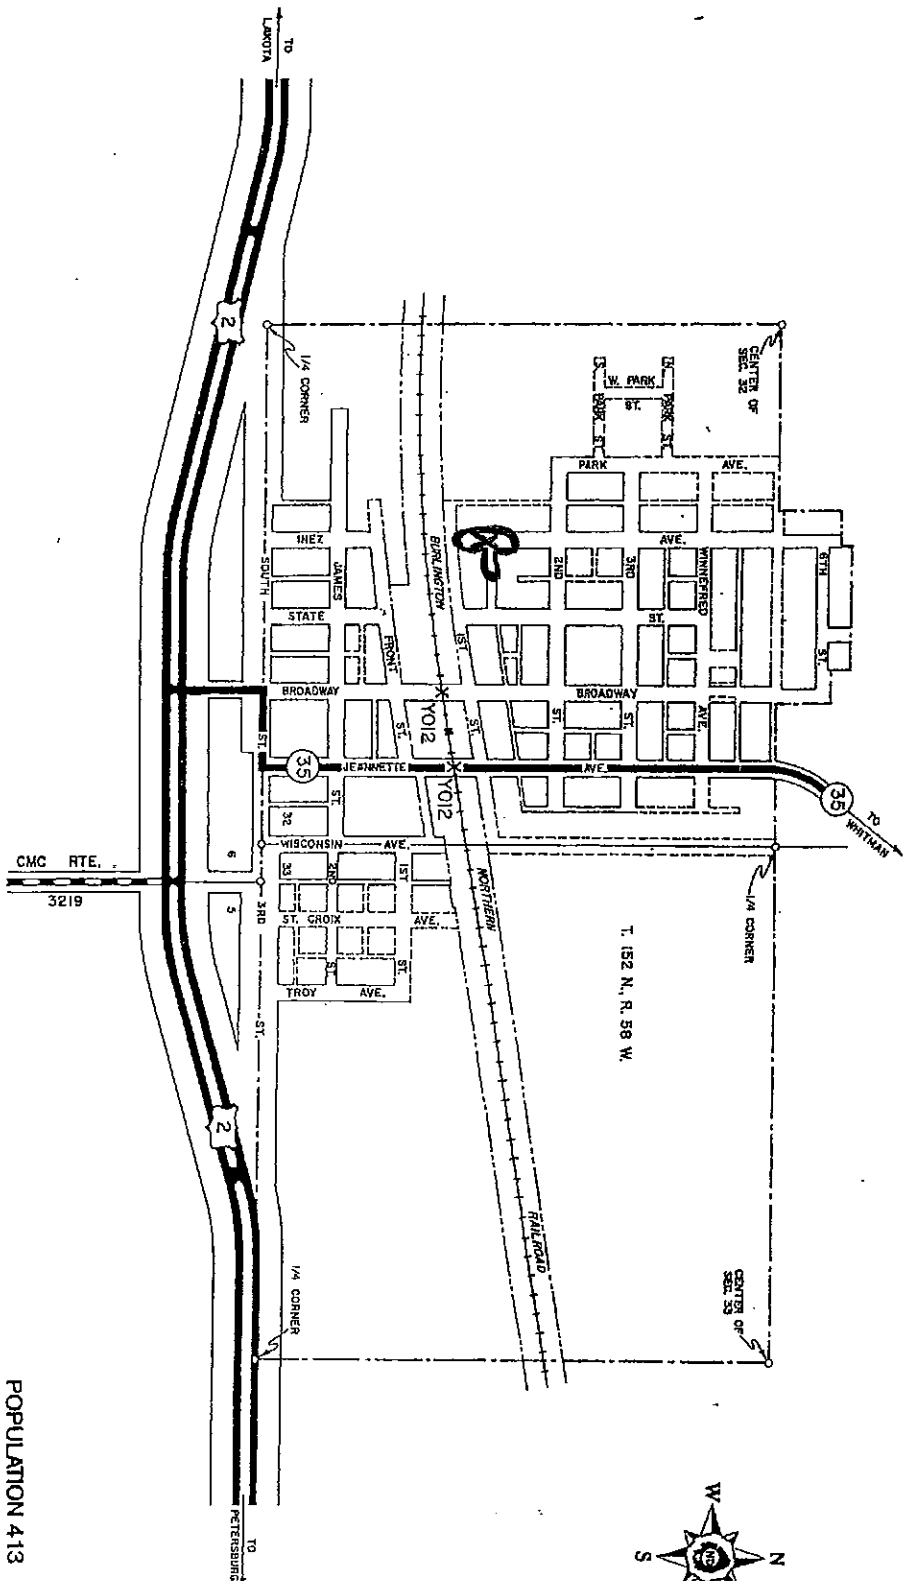 TO
LAKOTA
2
1/4 CORNER
CENTER OF
SEC. 32
W. PARK
ST.
N. PARK ST.
S. PARK ST.
PARK AVE.
INEZ AVE.
BURLINGTON
NORTHERN
RAILROAD
SOUTH ST.
JAMES ST.
STATE ST.
FRONT ST.
1ST. ST.
2ND ST.
3RD ST.
WINNEFRED AVE.
6TH ST.
BROADWAY
BROADWAY
Y012
Y012
35
JEANNETTE AVE.
35
TO
WHITMAN
32
33
6
5
WISCONSIN AVE.
CMC RTE.
3219
3RD ST.
2ND ST.
1ST ST.
ST. CROIX AVE.
TROY AVE.
1/4 CORNER
T. 152 N., R. 58 W.
2
1/4 CORNER
CENTER OF
SEC. 33
TO
PETERSBURG
W
N
S
ND
POPULATION 413